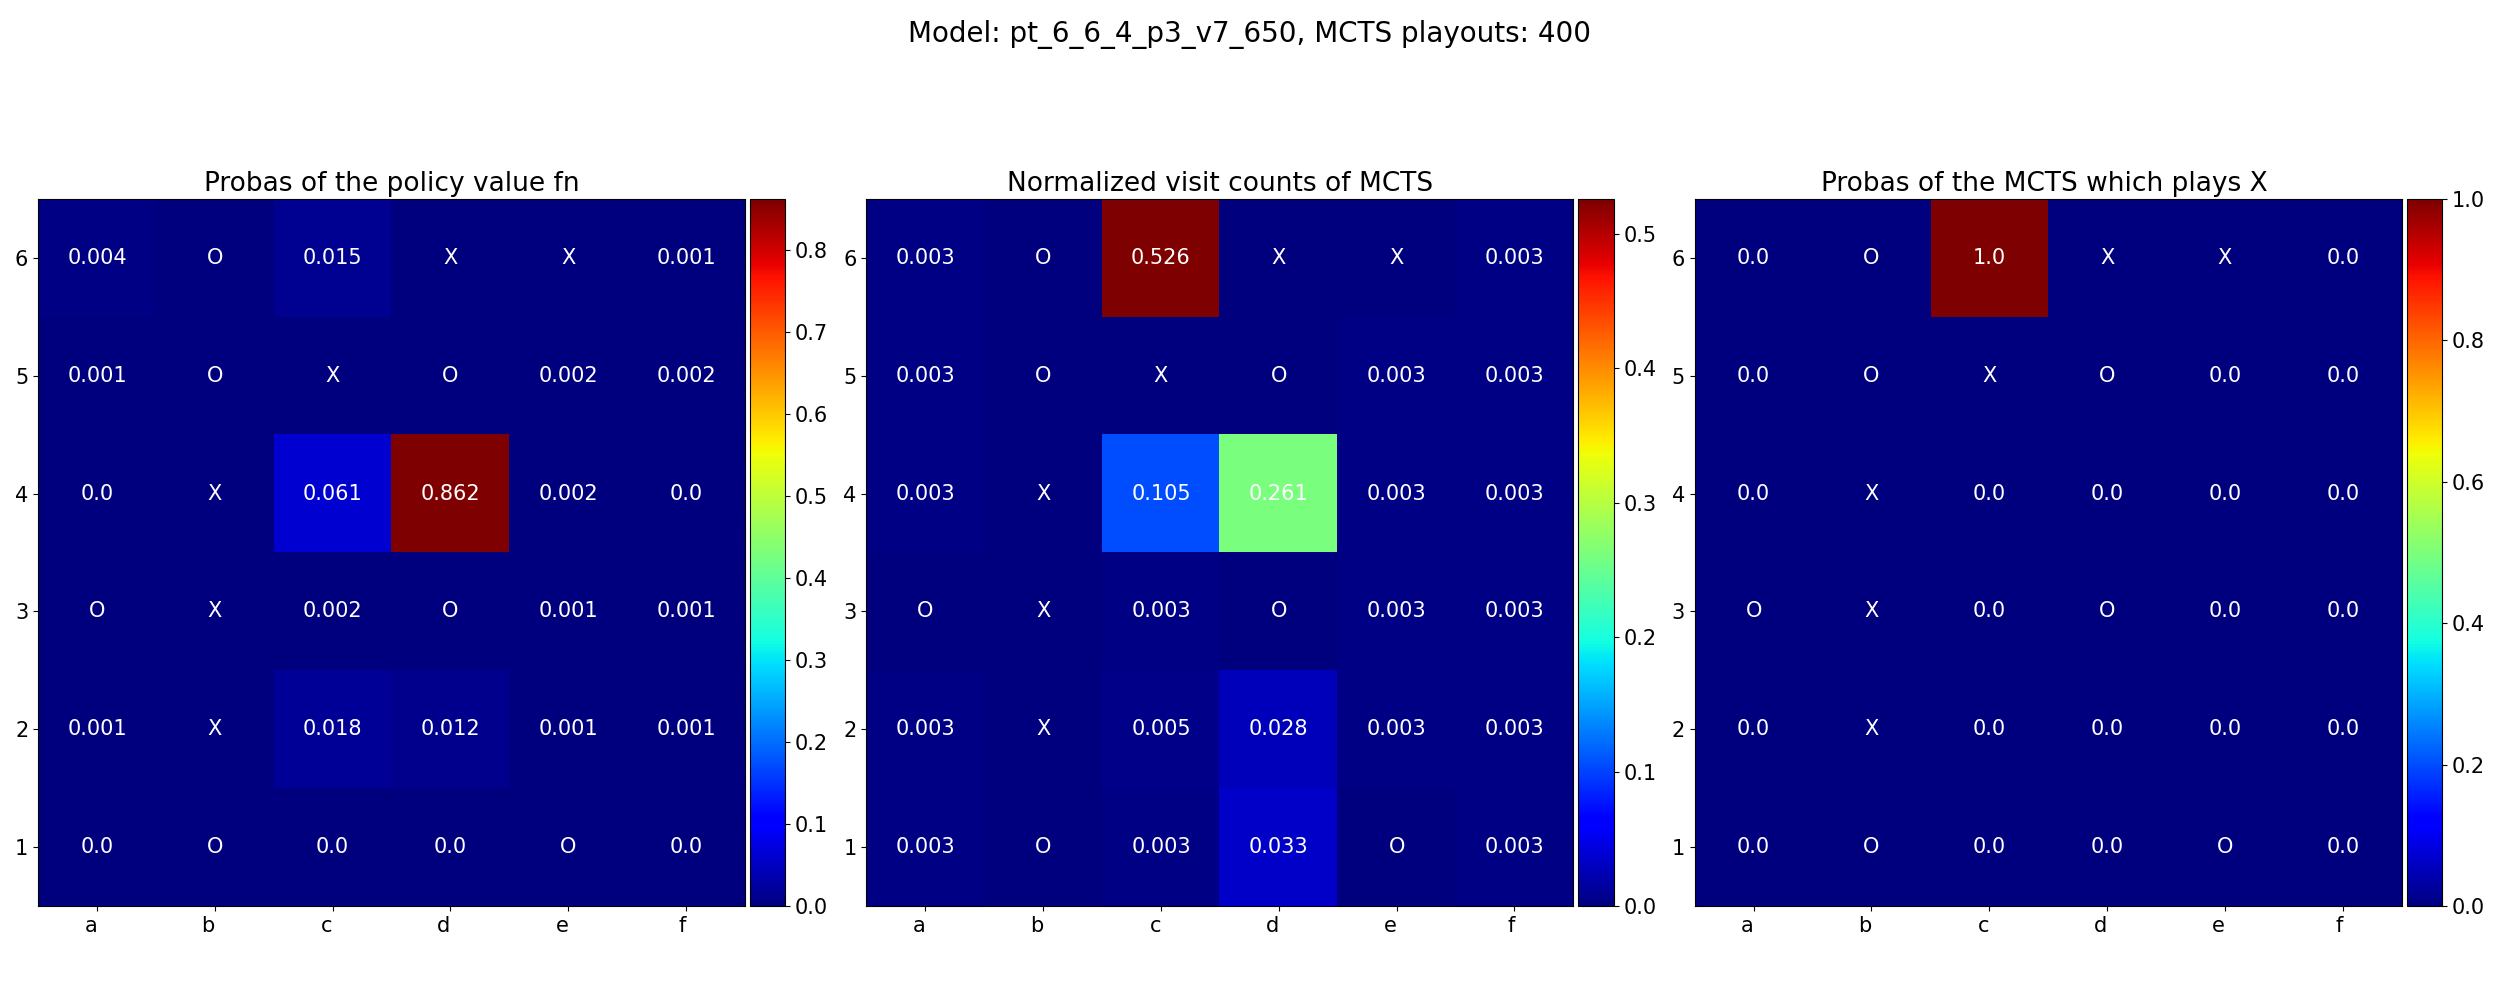 Model: pt_6_6_4_p3_v7_650, MCTS playouts: 400
Probas of the policy value fn
6 0.004 O 0.015 X X 0.001
5 0.001 O X O 0.002 0.002
4 0.0 X 0.061 0.862 0.002 0.0
3 O X 0.002 O 0.001 0.001
2 0.001 X 0.018 0.012 0.001 0.001
1 0.0 O 0.0 0.0 O 0.0
a b c d e f
0.8
0.7
0.6
0.5
0.4
0.3
0.2
0.1
0.0
Normalized visit counts of MCTS
6 0.003 O 0.526 X X 0.003
5 0.003 O X O 0.003 0.003
4 0.003 X 0.105 0.261 0.003 0.003
3 O X 0.003 O 0.003 0.003
2 0.003 X 0.005 0.028 0.003 0.003
1 0.003 O 0.003 0.033 O 0.003
a b c d e f
0.5
0.4
0.3
0.2
0.1
0.0
Probas of the MCTS which plays X
6 0.0 O 1.0 X X 0.0
5 0.0 O X O 0.0 0.0
4 0.0 X 0.0 0.0 0.0 0.0
3 O X 0.0 O 0.0 0.0
2 0.0 X 0.0 0.0 0.0 0.0
1 0.0 O 0.0 0.0 O 0.0
a b c d e f
1.0
0.8
0.6
0.4
0.2
0.0